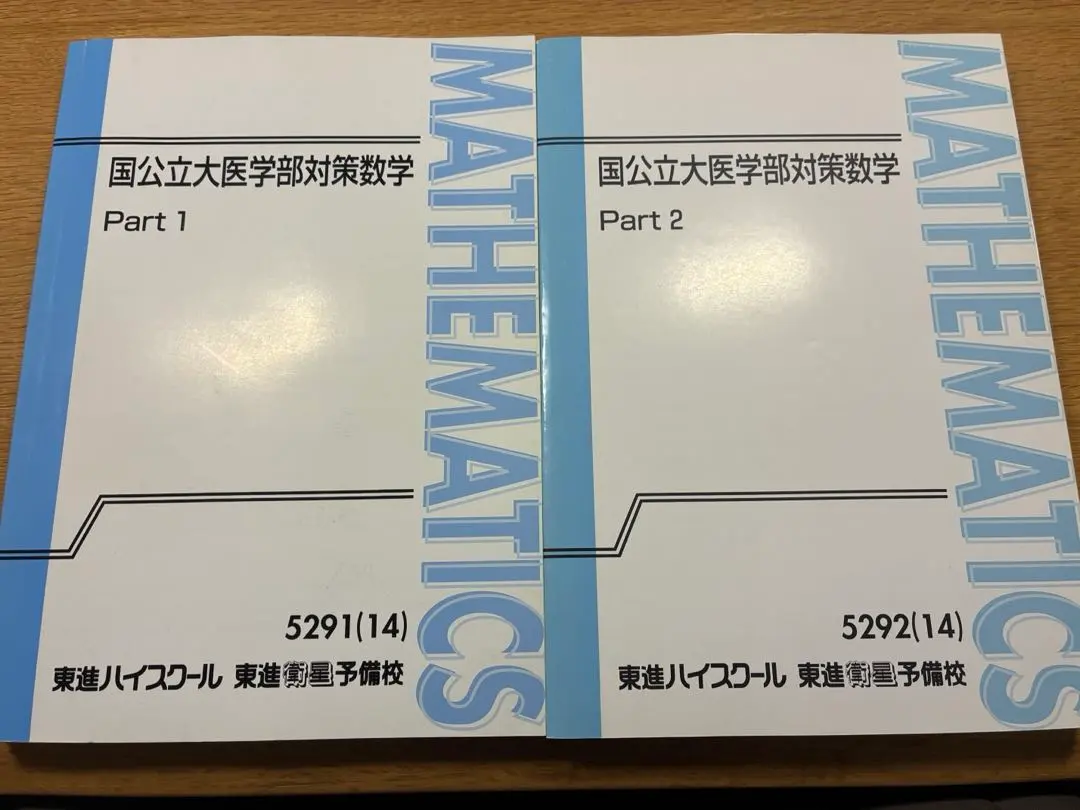 国公立大医学部対策数学
Part 1
MATHEMATICS
5291(14)
東進ハイスクール 東進衛星予備校
国公立大医学部対策数学
Part 2
MATHEMATICS
5292(14)
東進ハイスクール 東進衛星予備校